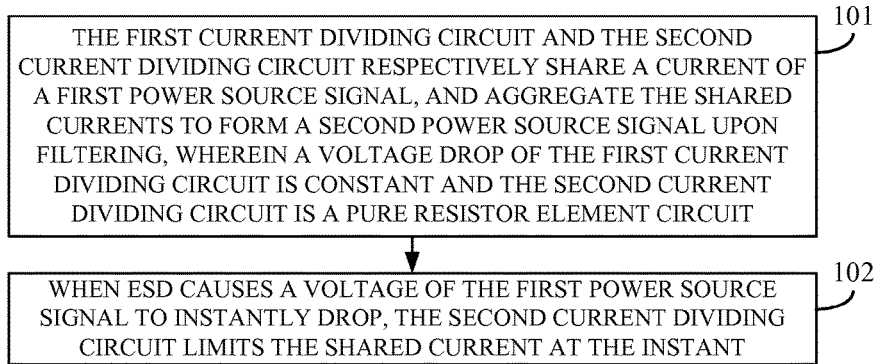 101
THE FIRST CURRENT DIVIDING CIRCUIT AND THE SECOND
CURRENT DIVIDING CIRCUIT RESPECTIVELY SHARE A CURRENT OF
A FIRST POWER SOURCE SIGNAL, AND AGGREGATE THE SHARED
CURRENTS TO FORM A SECOND POWER SOURCE SIGNAL UPON
FILTERING, WHEREIN A VOLTAGE DROP OF THE FIRST CURRENT
DIVIDING CIRCUIT IS CONSTANT AND THE SECOND CURRENT
DIVIDING CIRCUIT IS A PURE RESISTOR ELEMENT CIRCUIT
102
WHEN ESD CAUSES A VOLTAGE OF THE FIRST POWER SOURCE
SIGNAL TO INSTANTLY DROP, THE SECOND CURRENT DIVIDING
CIRCUIT LIMITS THE SHARED CURRENT AT THE INSTANT